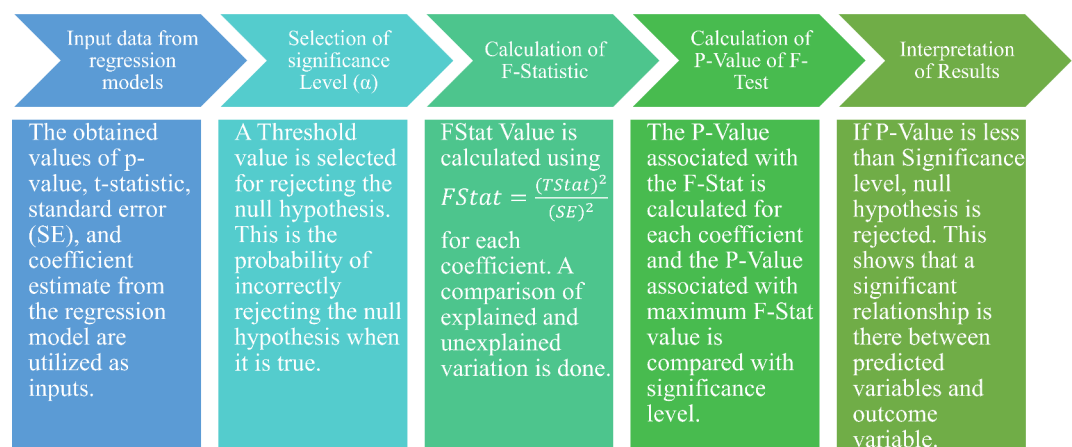 Input data from
regression
models
Selection of
significance
Level (α)
Calculation of
F-Statistic
Calculation of
P-Value of F-
Test
Interpretation
of Results
The obtained
values of p-
value, t-statistic,
standard error
(SE), and
coefficient
estimate from
the regression
model are
utilized as
inputs.
A Threshold
value is selected
for rejecting the
null hypothesis.
This is the
probability of
incorrectly
rejecting the null
hypothesis when
it is true.
FStat Value is
calculated using
FStat = (TStat)² / (SE)²
for each
coefficient. A
comparison of
explained and
unexplained
variation is done.
The P-Value
associated with
the F-Stat is
calculated for
each coefficient
and the P-Value
associated with
maximum F-Stat
value is
compared with
significance
level.
If P-Value is less
than Significance
level, null
hypothesis is
rejected. This
shows that a
significant
relationship is
there between
predicted
variables and
outcome
variable.